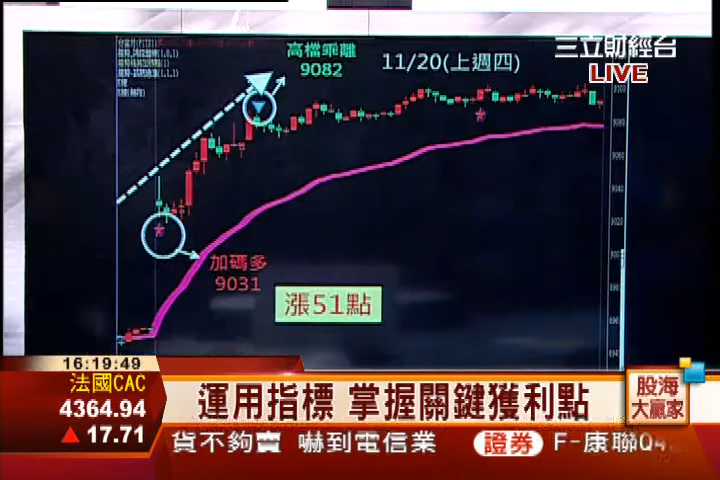 三立財經台
LIVE
高檔乖離
9082
11/20(上週四)
加碼多
9031
漲51點
16:19:49
法國CAC
4364.94
▲ 17.71
運用指標 掌握關鍵獲利點
股海
大贏家
貨不夠賣 嚇到電信業 證券 F-康聯Q4